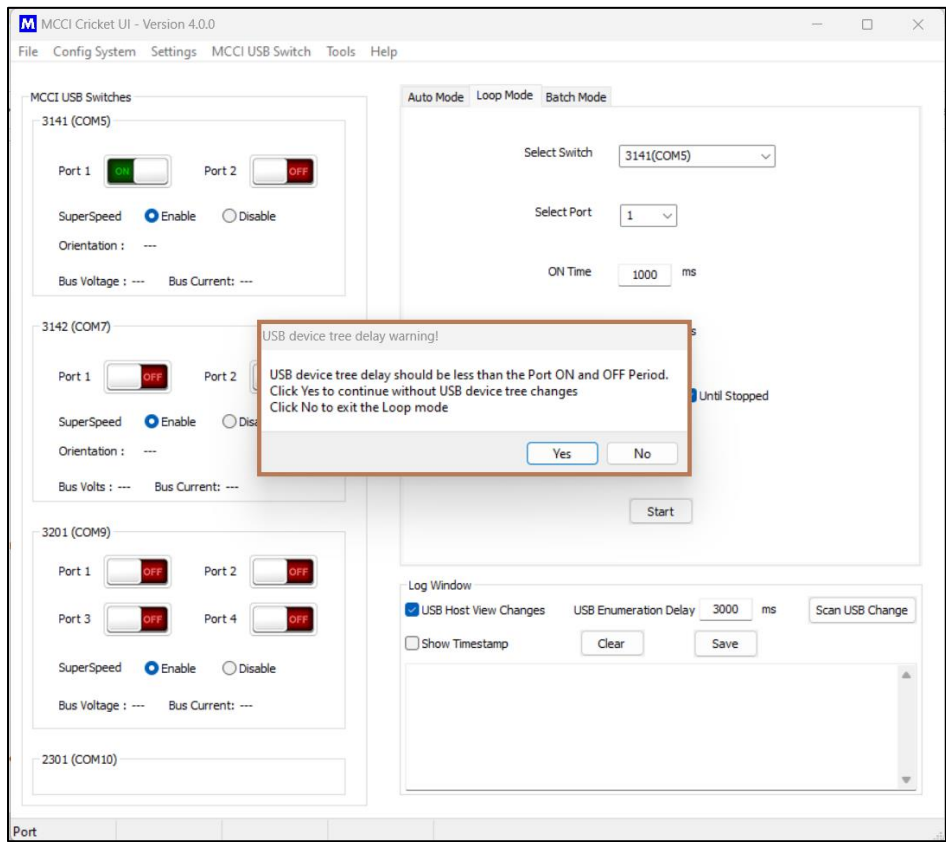 M MCCI Cricket UI - Version 4.0.0
File Config System Settings MCCI USB Switch Tools Help
MCCI USB Switches
3141 (COM5)
Port 1 ON Port 2 OFF
SuperSpeed Enable Disable
Orientation : ---
Bus Voltage : --- Bus Current: ---
3142 (COM7)
Port 1 OFF Port 2
SuperSpeed Enable
Orientation : ---
Bus Volts : --- Bus Current: ---
3201 (COM9)
Port 1 OFF Port 2 OFF
Port 3 OFF Port 4 OFF
SuperSpeed Enable Disable
Bus Voltage : --- Bus Current: ---
2301 (COM10)
Auto Mode Loop Mode Batch Mode
Select Switch 3141(COM5)
Select Port 1
ON Time 1000 ms
USB device tree delay warning!
USB device tree delay should be less than the Port ON and OFF Period.
Click Yes to continue without USB device tree changes
Click No to exit the Loop mode
Yes No
Until Stopped
Start
Log Window
USB Host View Changes USB Enumeration Delay 3000 ms Scan USB Change
Show Timestamp Clear Save
Port